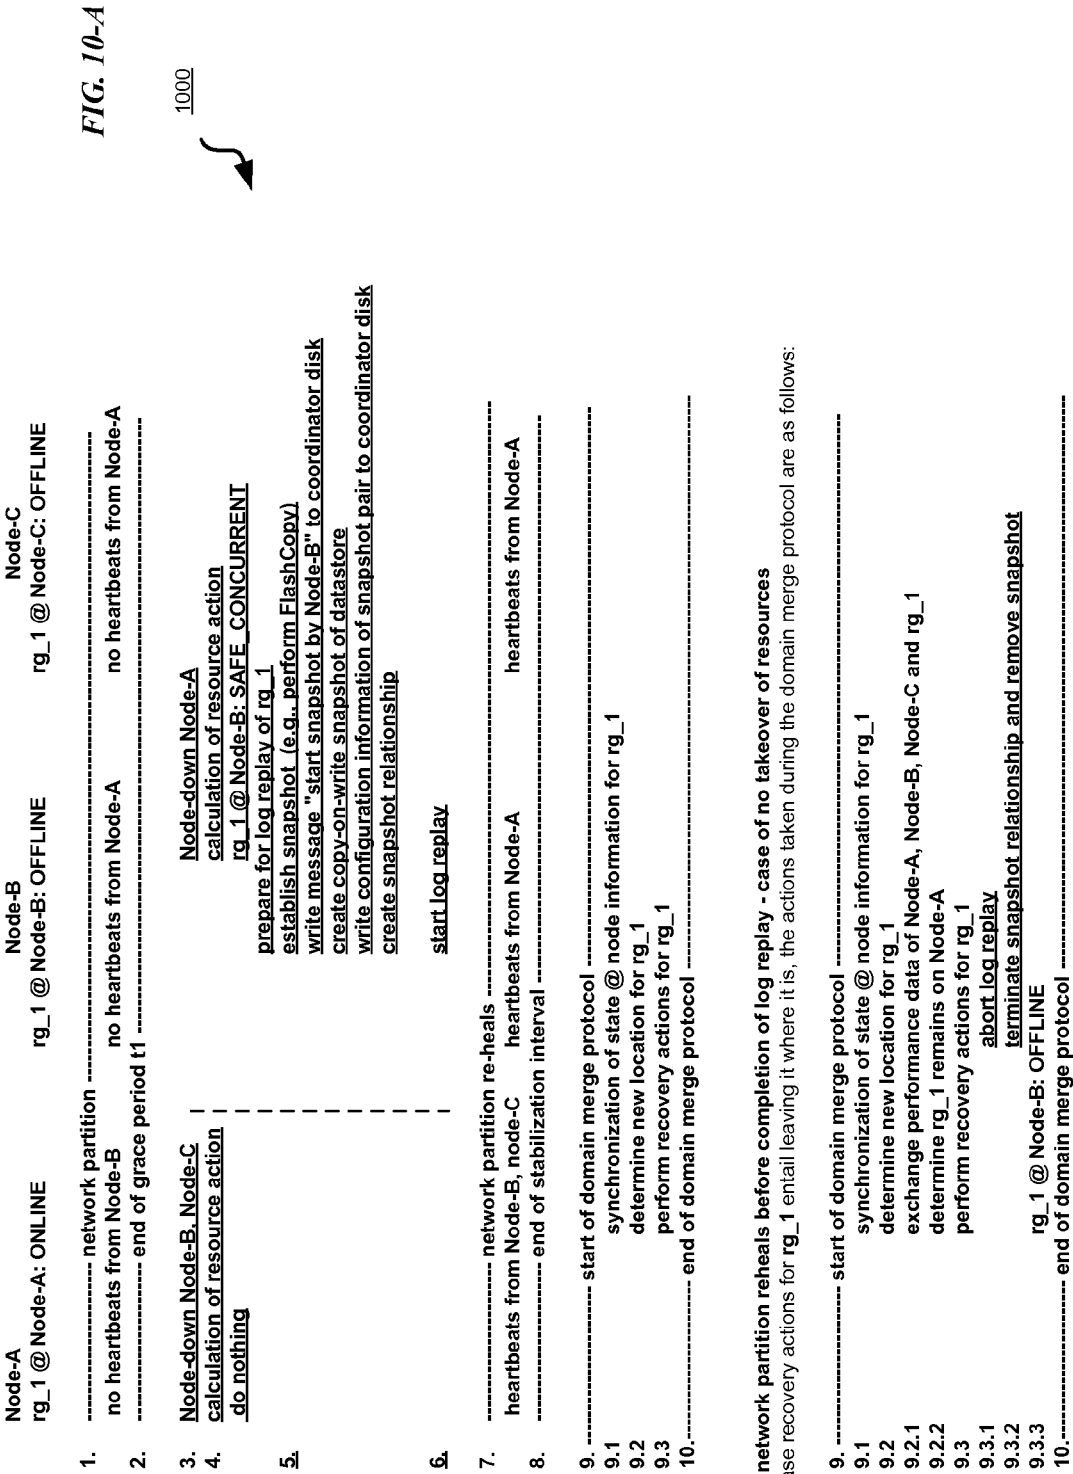 FIG. 10-A
1000
Node-A Node-B Node-C
rg_1 @ Node-A: ONLINE rg_1 @ Node-B: OFFLINE rg_1 @ Node-C: OFFLINE
1. ---------------- network partition ----------------
no heartbeats from Node-B no heartbeats from Node-A no heartbeats from Node-A
2. ---------------- end of grace period t1 ----------------
3. Node-down Node-B, Node-C Node-down Node-A
4. calculation of resource action calculation of resource action
do nothing rg_1 @ Node-B: SAFE_CONCURRENT
prepare for log replay of rg_1
5. establish snapshot (e.g., perform FlashCopy)
write message "start snapshot by Node-B" to coordinator disk
create copy-on-write snapshot of datastore
write configuration information of snapshot pair to coordinator disk
create snapshot relationship
6. start log replay
7. ---------------- network partition re-heals ----------------
heartbeats from Node-B, node-C heartbeats from Node-A heartbeats from Node-A
8. ---------------- end of stabilization interval ----------------
9. ---------------- start of domain merge protocol ----------------
9.1 synchronization of state @ node information for rg_1
9.2 determine new location for rg_1
9.3 perform recovery actions for rg_1
10.---------------- end of domain merge protocol ----------------
network partition reheals before completion of log replay - case of no takeover of resources
recovery actions for rg_1 entail leaving it where it is, the actions taken during the domain merge protocol are as follows:
9. ---------------- start of domain merge protocol ----------------
9.1 synchronization of state @ node information for rg_1
9.2 determine new location for rg_1
9.2.1 exchange performance data of Node-A, Node-B, Node-C and rg_1
9.2.2 determine rg_1 remains on Node-A
9.3 perform recovery actions for rg_1
9.3.1 abort log replay
9.3.2 terminate snapshot relationship and remove snapshot
9.3.3 rg_1 @ Node-B: OFFLINE
10.---------------- end of domain merge protocol ----------------